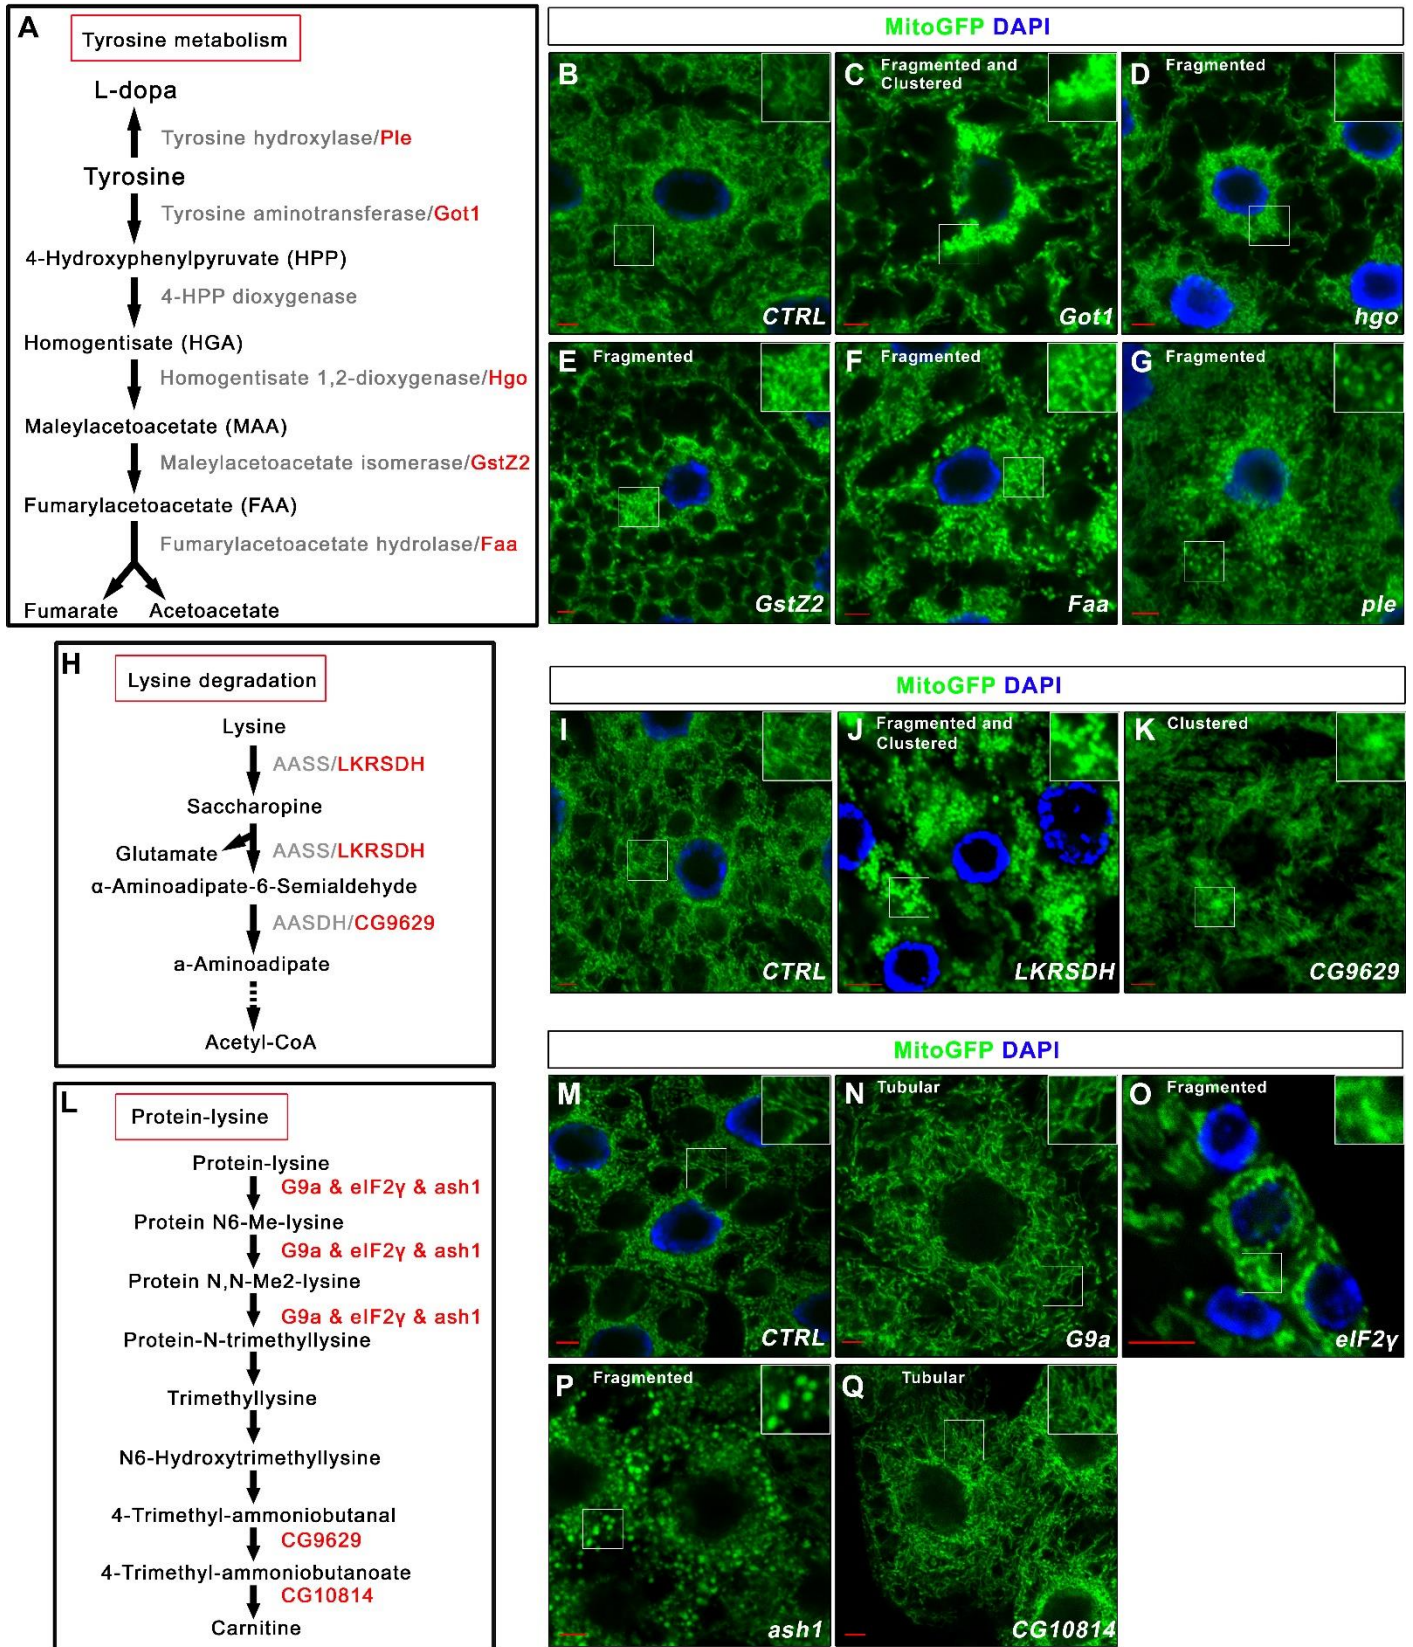 A
Tyrosine metabolism
L-dopa
Tyrosine hydroxylase/Ple
Tyrosine
Tyrosine aminotransferase/Got1
4-Hydroxyphenylpyruvate (HPP)
4-HPP dioxygenase
Homogentisate (HGA)
Homogentisate 1,2-dioxygenase/Hgo
Maleylacetoacetate (MAA)
Maleylacetoacetate isomerase/GstZ2
Fumarylacetoacetate (FAA)
Fumarylacetoacetate hydrolase/Faa
Fumarate Acetoacetate
MitoGFP DAPI
B
CTRL
C Fragmented and
Clustered
Got1
D Fragmented
hgo
E Fragmented
GstZ2
F Fragmented
Faa
G Fragmented
ple
H
Lysine degradation
Lysine
AASS/LKRSDH
Saccharopine
Glutamate
AASS/LKRSDH
α-Aminoadipate-6-Semialdehyde
AASDH/CG9629
a-Aminoadipate
Acetyl-CoA
MitoGFP DAPI
I
CTRL
J Fragmented and
Clustered
LKRSDH
K Clustered
CG9629
L
Protein-lysine
Protein-lysine
G9a & eIF2γ & ash1
Protein N6-Me-lysine
G9a & eIF2γ & ash1
Protein N,N-Me2-lysine
G9a & eIF2γ & ash1
Protein-N-trimethyllysine
Trimethyllysine
N6-Hydroxytrimethyllysine
4-Trimethyl-ammoniobutanal
CG9629
4-Trimethyl-ammoniobutanoate
CG10814
Carnitine
MitoGFP DAPI
M
CTRL
N Tubular
G9a
O Fragmented
eIF2γ
P Fragmented
ash1
Q Tubular
CG10814